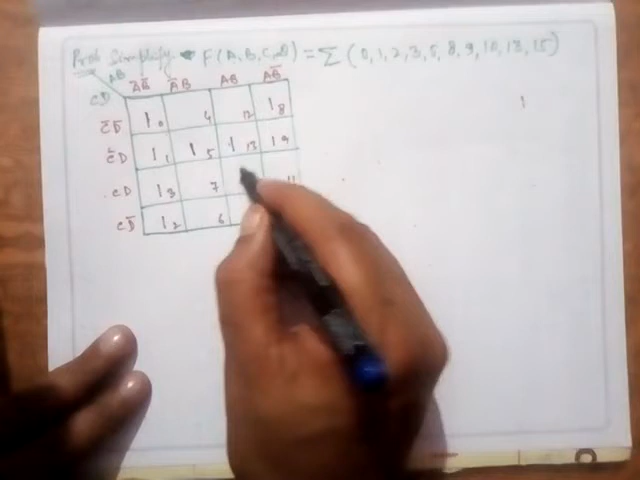 Prob Simplify F(A,B,C,D) = Σ (0,1,2,3,5,8,9,10,13,15)
AB
CD
A̅B̅ A̅B AB AB̅
C̅D̅ 1 0 4 12 1 8
C̅D 1 1 1 5 1 13 1 9
CD 1 3 7 11
CD̅ 1 2 6